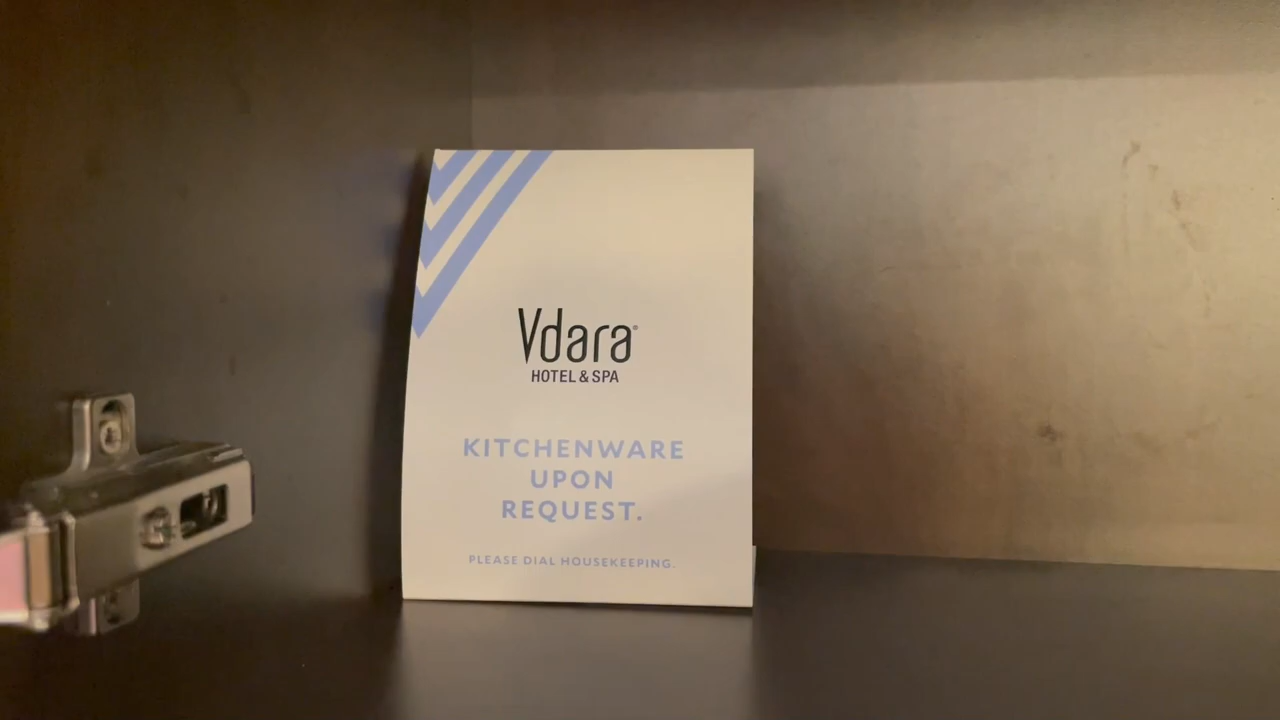 Vdara®
HOTEL & SPA
KITCHENWARE
UPON
REQUEST.
PLEASE DIAL HOUSEKEEPING.